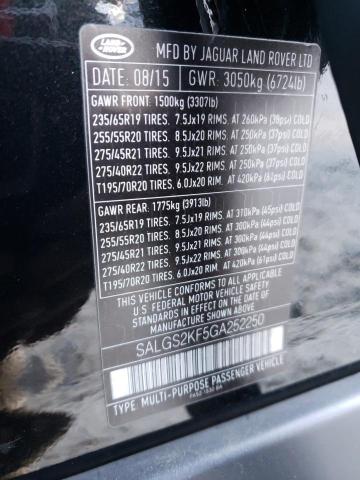 LAND
ROVER
MFD BY JAGUAR LAND ROVER LTD
DATE: 08/15 GWR: 3050kg (6724lb)
GAWR FRONT: 1500kg (3307lb)
235/65R19 TIRES. 7.5Jx19 RIMS. AT 260kPa (38psi) COLD
255/55R20 TIRES. 8.5Jx20 RIMS. AT 250kPa (37psi) COLD
275/45R21 TIRES. 9.5Jx21 RIMS. AT 250kPa (37psi) COLD
275/40R22 TIRES. 9.5Jx22 RIMS. AT 250kPa (37psi) COLD
T195/70R20 TIRES. 6.0Jx20 RIMS. AT 420kPa (61psi) COLD
GAWR REAR: 1775kg (3913lb)
235/65R19 TIRES. 7.5Jx19 RIMS. AT 310kPa (45psi) COLD
255/55R20 TIRES. 8.5Jx20 RIMS. AT 300kPa (44psi) COLD
275/45R21 TIRES. 9.5Jx21 RIMS. AT 300kPa (44psi) COLD
275/40R22 TIRES. 9.5Jx22 RIMS. AT 300kPa (44psi) COLD
T195/70R20 TIRES. 6.0Jx20 RIMS. AT 420kPa (61psi) COLD
THIS VEHICLE CONFORMS TO ALL APPLICABLE
U.S. FEDERAL MOTOR VEHICLE SAFETY
STANDARDS IN EFFECT ON THE DATE OF
MANUFACTURE SHOWN ABOVE.
SALGS2KF5GA252250
TYPE: MULTI-PURPOSE PASSENGER VEHICLE